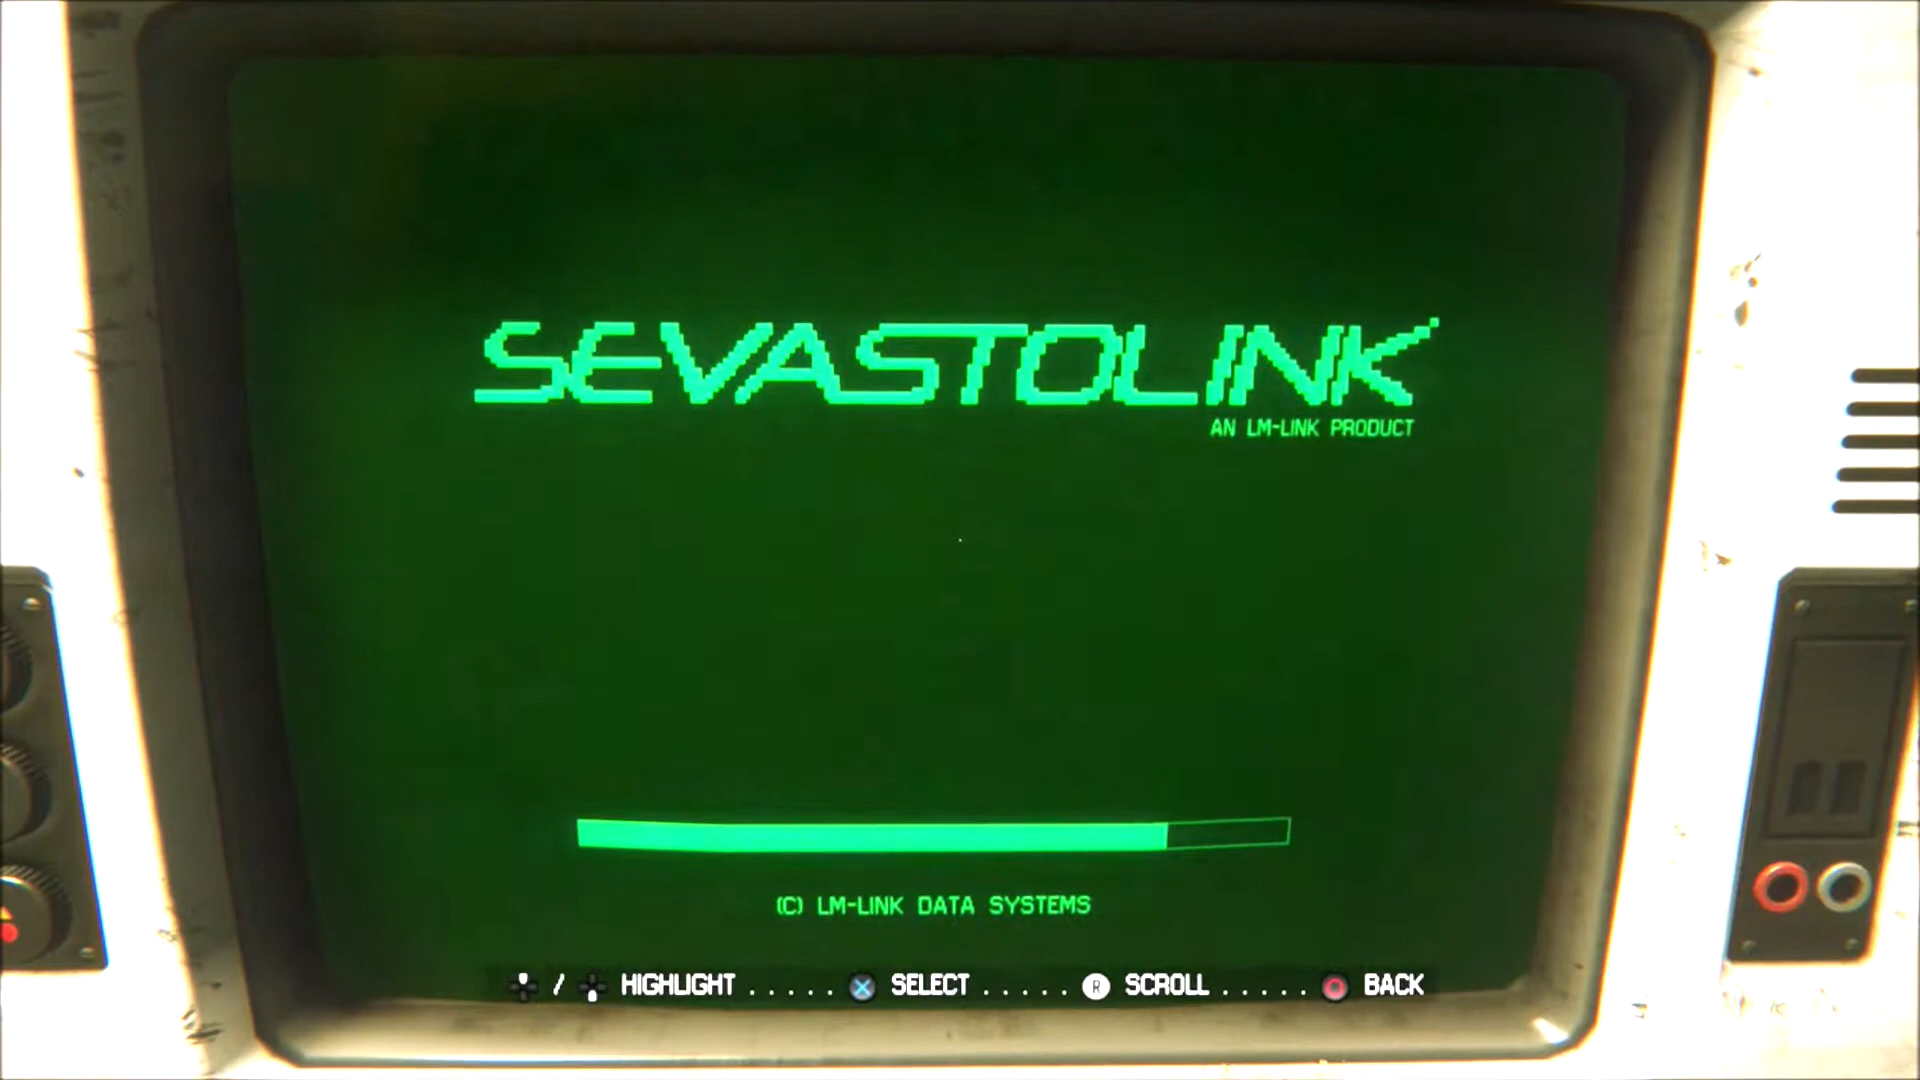 SEVASTOLINK
AN LM-LINK PRODUCT
(C) LM-LINK DATA SYSTEMS
/ HIGHLIGHT ..... SELECT ..... R SCROLL ..... BACK